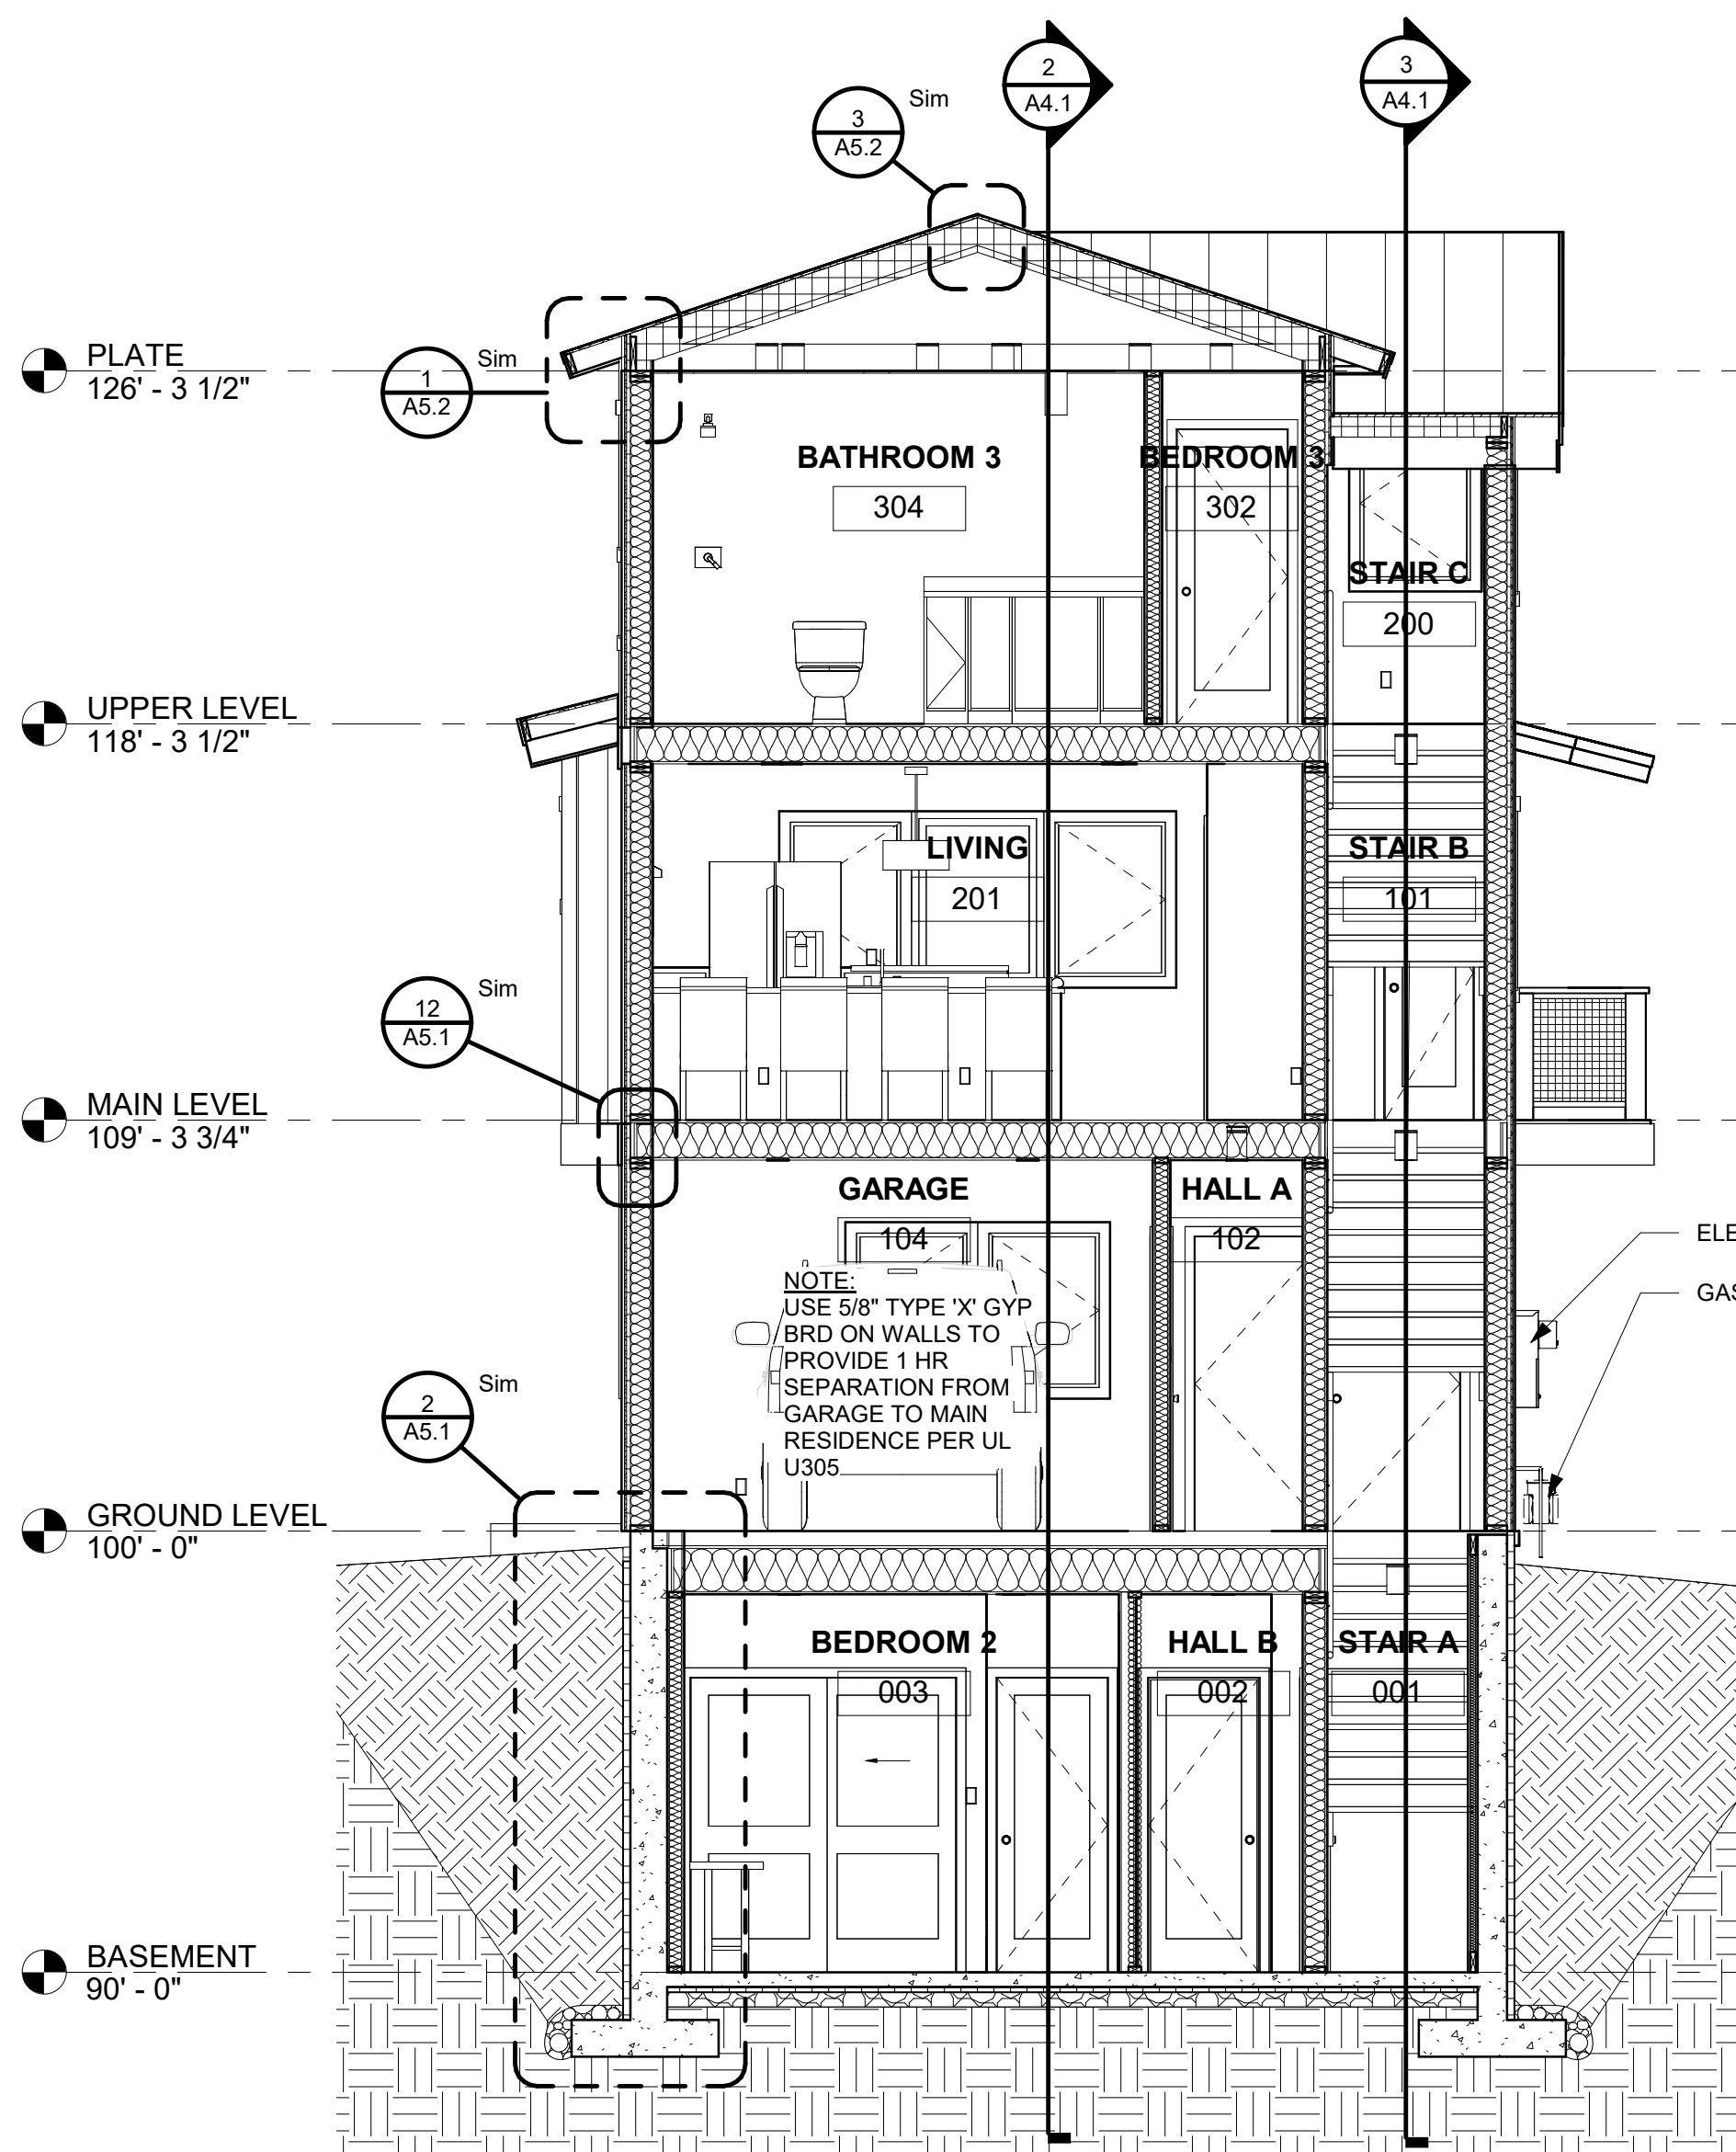 2
A4.1
3
A4.1
3
A5.2
Sim
PLATE
126' - 3 1/2"
1
A5.2
Sim
BATHROOM 3
304
BEDROOM 3
302
STAIR C
200
UPPER LEVEL
118' - 3 1/2"
LIVING
201
STAIR B
101
12
A5.1
Sim
MAIN LEVEL
109' - 3 3/4"
GARAGE
104
HALL A
102
NOTE:
USE 5/8" TYPE 'X' GYP
BRD ON WALLS TO
PROVIDE 1 HR
SEPARATION FROM
GARAGE TO MAIN
RESIDENCE PER UL
U305
ELE
GAS
2
A5.1
Sim
GROUND LEVEL
100' - 0"
BEDROOM 2
003
HALL B
002
STAIR A
001
BASEMENT
90' - 0"